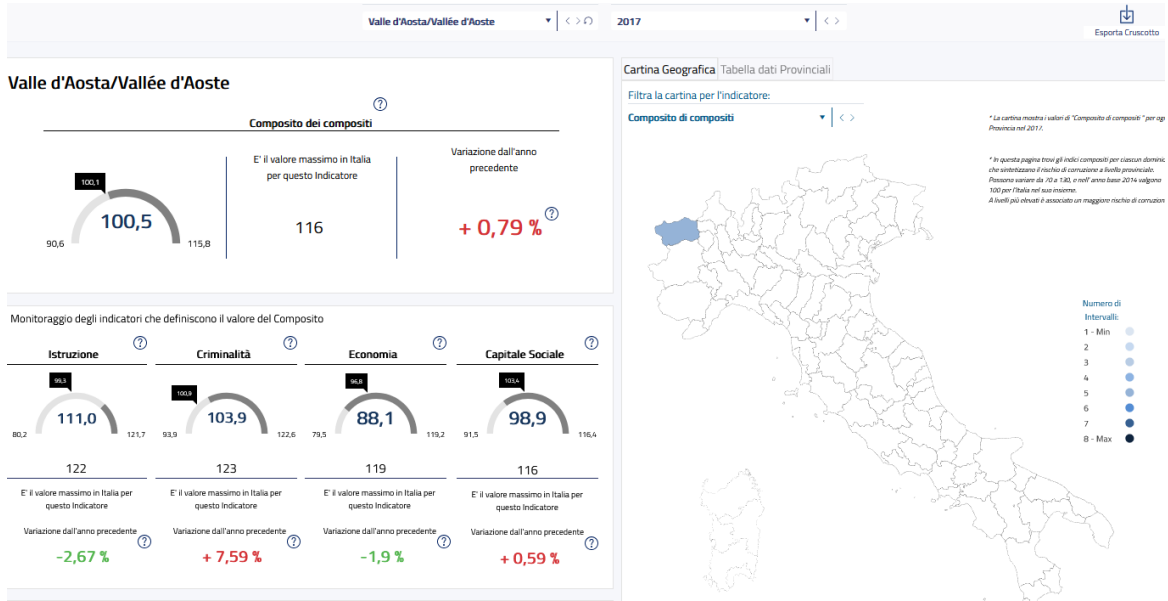 Valle d'Aosta/Vallée d'Aoste
2017
Esporta Cruscotto
Valle d'Aosta/Vallée d'Aoste
Composito dei compositi
100,1
100,5
90,6
115,8
E' il valore massimo in Italia
per questo Indicatore
116
Variazione dall'anno
precedente
+ 0,79 %
Monitoraggio degli indicatori che definiscono il valore del Composito
Istruzione
99,3
111,0
80,2
121,7
122
E' il valore massimo in Italia per
questo Indicatore
Variazione dall'anno precedente
-2,67 %
Criminalità
100,9
103,9
93,9
122,6
123
E' il valore massimo in Italia per
questo Indicatore
Variazione dall'anno precedente
+ 7,59 %
Economia
96,8
88,1
79,5
119,2
119
E' il valore massimo in Italia per
questo Indicatore
Variazione dall'anno precedente
-1,9 %
Capitale Sociale
103,4
98,9
91,5
116,4
116
E' il valore massimo in Italia per
questo Indicatore
Variazione dall'anno precedente
+ 0,59 %
Cartina Geografica
Tabella dati Provinciali
Filtra la cartina per l'indicatore:
Composito di compositi
* La cartina mostra i valori di "Composito di compositi " per ogn
Provincia nel 2017.
* In questa pagina trovi gli indici compositi per ciascun dominio
che sintetizzano il rischio di corruzione a livello provinciale.
Possono variare da 70 a 130, e nell' anno base 2014 valgono
100 per l'Italia nel suo insieme.
A livelli più elevati è associato un maggiore rischio di corruzion
Numero di
Intervalli:
1 - Min
2
3
4
5
6
7
8 - Max